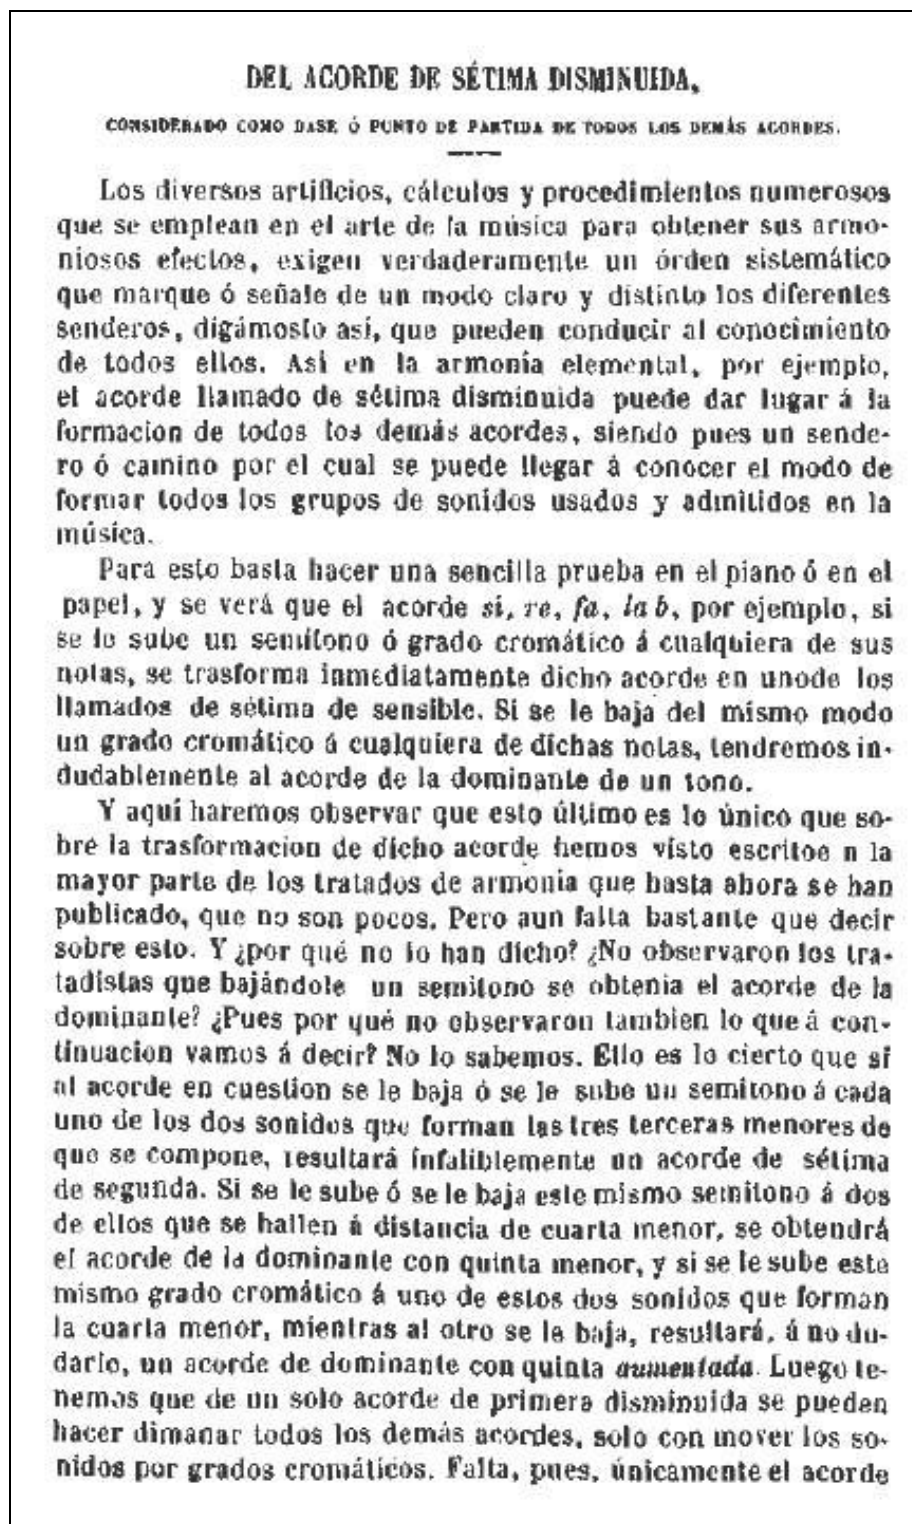 DEL ACORDE DE SÉTIMA DISMINUIDA,
CONSIDERADO COMO BASE Ó PUNTO DE PARTIDA DE TODOS LOS DEMÁS ACORDES.
Los diversos artificios, cálculos y procedimientos numerosos
que se emplean en el arte de la música para obtener sus armo-
niosos efectos, exigen verdaderamente un órden sistemático
que marque ó señale de un modo claro y distinto los diferentes
senderos, digámoslo así, que pueden conducir al conocimiento
de todos ellos. Asi en la armonía elemental, por ejemplo,
el acorde llamado de sétima disminuida puede dar lugar á la
formacion de todos los demás acordes, siendo pues un sende-
ro ó camino por el cual se puede llegar á conocer el modo de
formar todos los grupos de sonidos usados y admitidos en la
música.
Para esto basta hacer una sencilla prueba en el piano ó en el
papel, y se verá que el acorde si, re, fa, la b, por ejemplo, si
se le sube un semitono ó grado cromático á cualquiera de sus
notas, se trasforma inmediatamente dicho acorde en unode los
llamados de sétima de sensible. Si se le baja del mismo modo
un grado cromático á cualquiera de dichas notas, tendremos in-
dudablemente al acorde de la dominante de un tono.
Y aquí haremos observar que esto último es lo único que so-
bre la trasformacion de dicho acorde hemos visto escritoe n la
mayor parte de los tratados de armonia que hasta ahora se han
publicado, que no son pocos. Pero aun falta bastante que decir
sobre esto. Y ¿por qué no lo han dicho? ¿No observaron los tra-
tadistas que bajándole un semitono se obtenia el acorde de la
dominante? ¿Pues por qué no observaron tambien lo que á con-
tinuacion vamos á decir? No lo sabemos. Ello es lo cierto que si
al acorde en cuestion se le baja ó se le sube un semitono á cada
uno de los dos sonidos que forman las tres terceras menores de
que se compone, resultará infaliblemente un acorde de sétima
de segunda. Si se le sube ó se le baja este mismo semitono á dos
de ellos que se hallen á distancia de cuarta menor, se obtendrá
el acorde de la dominante con quinta menor, y si se le sube este
mismo grado cromático á uno de estos dos sonidos que forman
la cuarta menor, mientras al otro se le baja, resultará, á no du-
darlo, un acorde de dominante con quinta aumentada. Luego te-
nemos que de un solo acorde de primera disminuida se pueden
hacer dimanar todos los demás acordes, solo con mover los so-
nidos por grados cromáticos. Falta, pues, únicamente el acorde